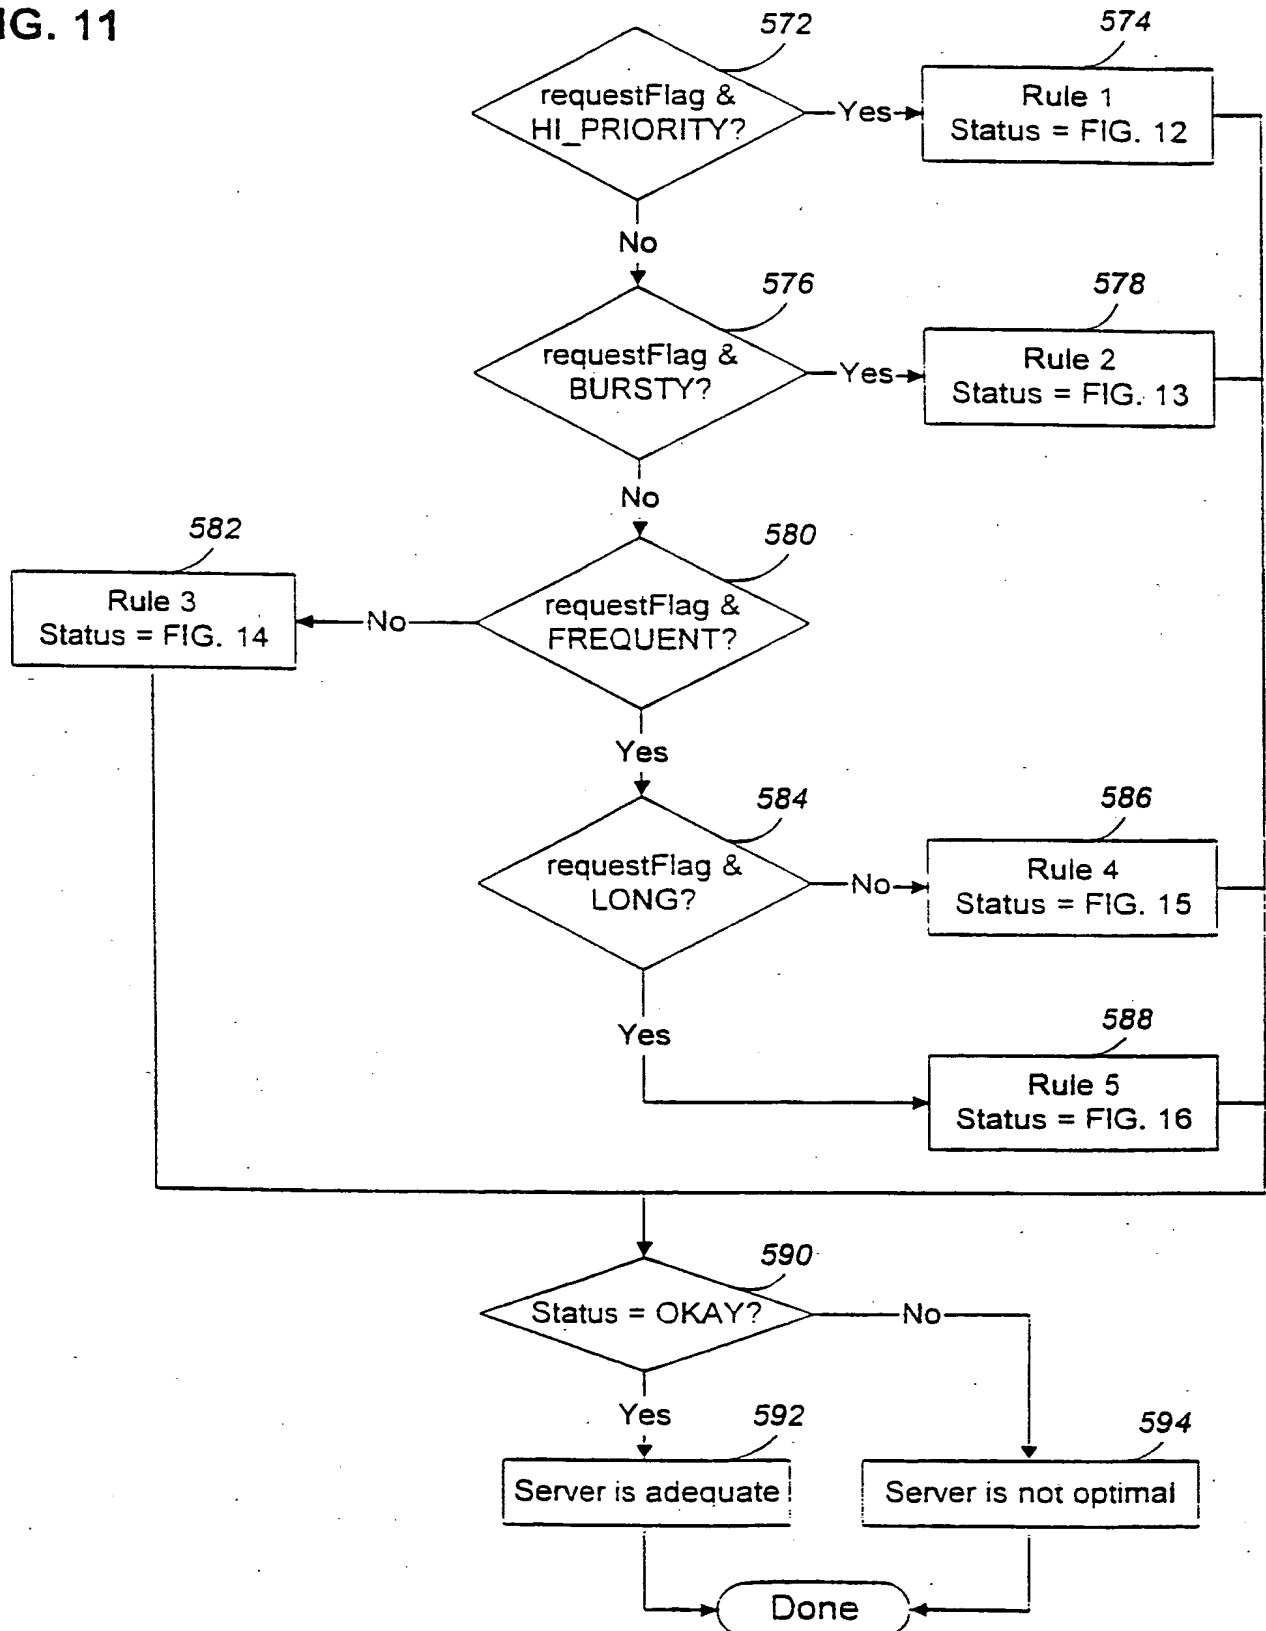 IG. 11
572
requestFlag &
HI_PRIORITY?
Yes
574
Rule 1
Status = FIG. 12
No
576
requestFlag &
BURSTY?
Yes
578
Rule 2
Status = FIG. 13
No
580
requestFlag &
FREQUENT?
No
582
Rule 3
Status = FIG. 14
Yes
584
requestFlag &
LONG?
No
586
Rule 4
Status = FIG. 15
Yes
588
Rule 5
Status = FIG. 16
590
Status = OKAY?
No
Yes
592
Server is adequate
594
Server is not optimal
Done